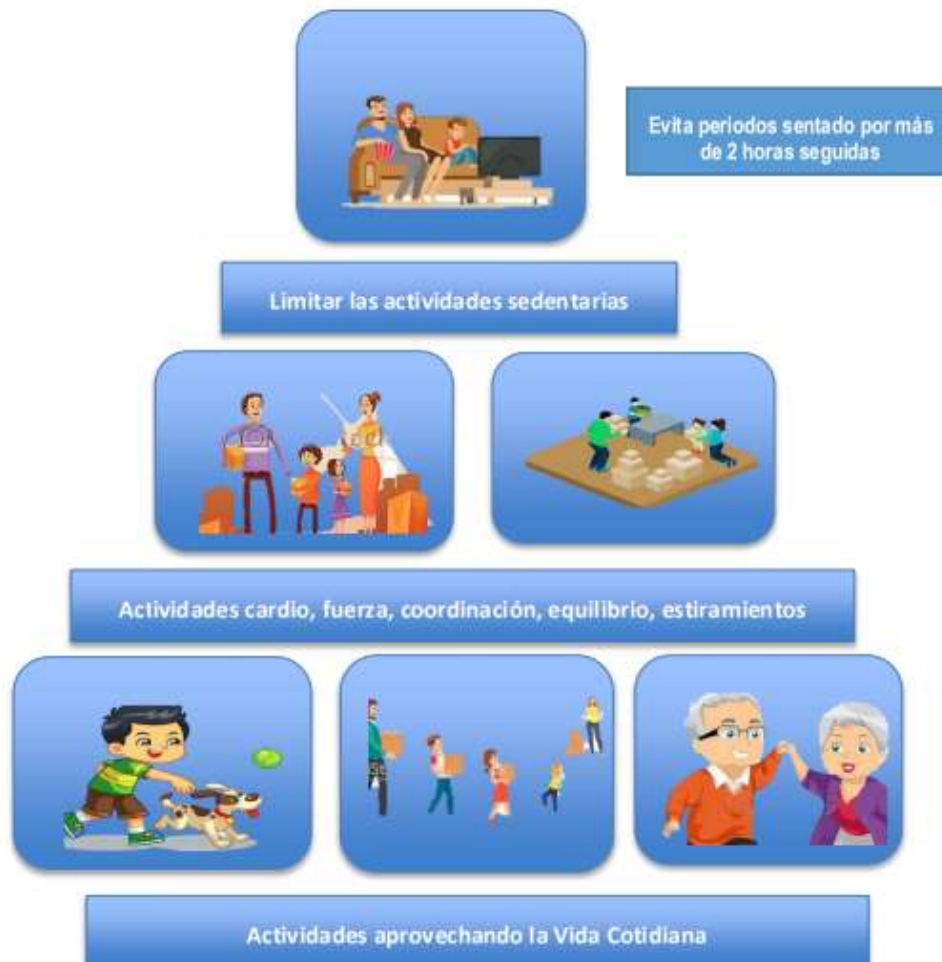 Evita periodos sentado por más
de 2 horas seguidas
Limitar las actividades sedentarias
Actividades cardio, fuerza, coordinación, equilibrio, estiramientos
Actividades aprovechando la Vida Cotidiana